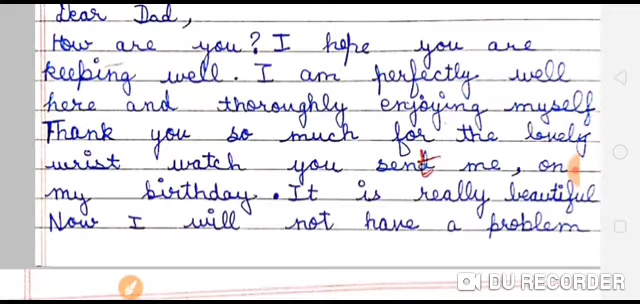 Dear Dad,
How are you? I hope you are
keeping well. I am perfectly well
here and thoroughly enjoying myself
Thank you so much for the lovely
wrist watch you sent me, on
my birthday. It is really beautiful
Now I will not have a problem
DU RECORDER